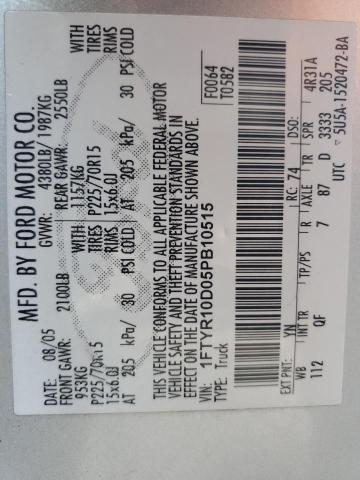 MFD. BY FORD MOTOR CO.
DATE: 08/05 GVWR: 4380LB/ 1987KG
FRONT GAWR: 2100LB REAR GAWR: 2550LB
953KG WITH 1157KG WITH
P225/70R15 TIRES P225/70R15 TIRES
15x6.0J RIMS 15x6.0J RIMS
AT 205 kPa/ 30 PSI COLD AT 205 kPa/ 30 PSI COLD
THIS VEHICLE CONFORMS TO ALL APPLICABLE FEDERAL MOTOR
VEHICLE SAFETY AND THEFT PREVENTION STANDARDS IN
EFFECT ON THE DATE OF MANUFACTURE SHOWN ABOVE.
VIN: 1FTYR10D05PB10515 F0064
TYPE: Truck T0582
EXT PNT: YN RC: 74 DSO:
WB BRK INT TR TP/PS R AXLE TR SPR 4R3TA
112 QF 7 87 D 3333 205
UTC 5U5A-1520472-BA